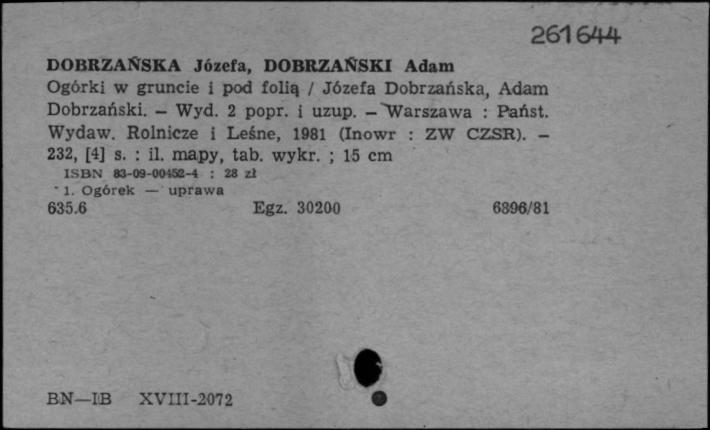 261644
DOBRZAŃSKA Józefa, DOBRZAŃSKI Adam
Ogórki w gruncie i pod folią / Józefa Dobrzańska, Adam
Dobrzański. — Wyd. 2 popr. i uzup. — Warszawa : Państ.
Wydaw. Rolnicze i Leśne, 1981 (Inowr : ZW CZSR). —
232, [4] s. : il. mapy, tab. wykr. ; 15 cm
ISBN 83-09-00452-4 : 28 zł
1. Ogórek — uprawa
635.6 Egz. 30200 6396/81
BN—IB XVIII-2072